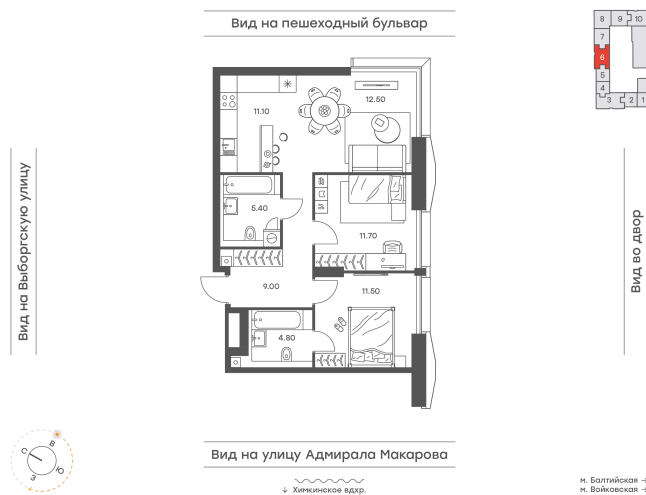 Вид на пешеходный бульвар
8 9 10
7
6
5
4
3 2 1
11.10
12.50
5.40
11.70
9.00
11.50
4.80
Вид на Выборгскую улицу
Вид во двор
С В
З Ю
Вид на улицу Адмирала Макарова
↓ Химкинское вдхр.
м. Балтийская
м. Войковская